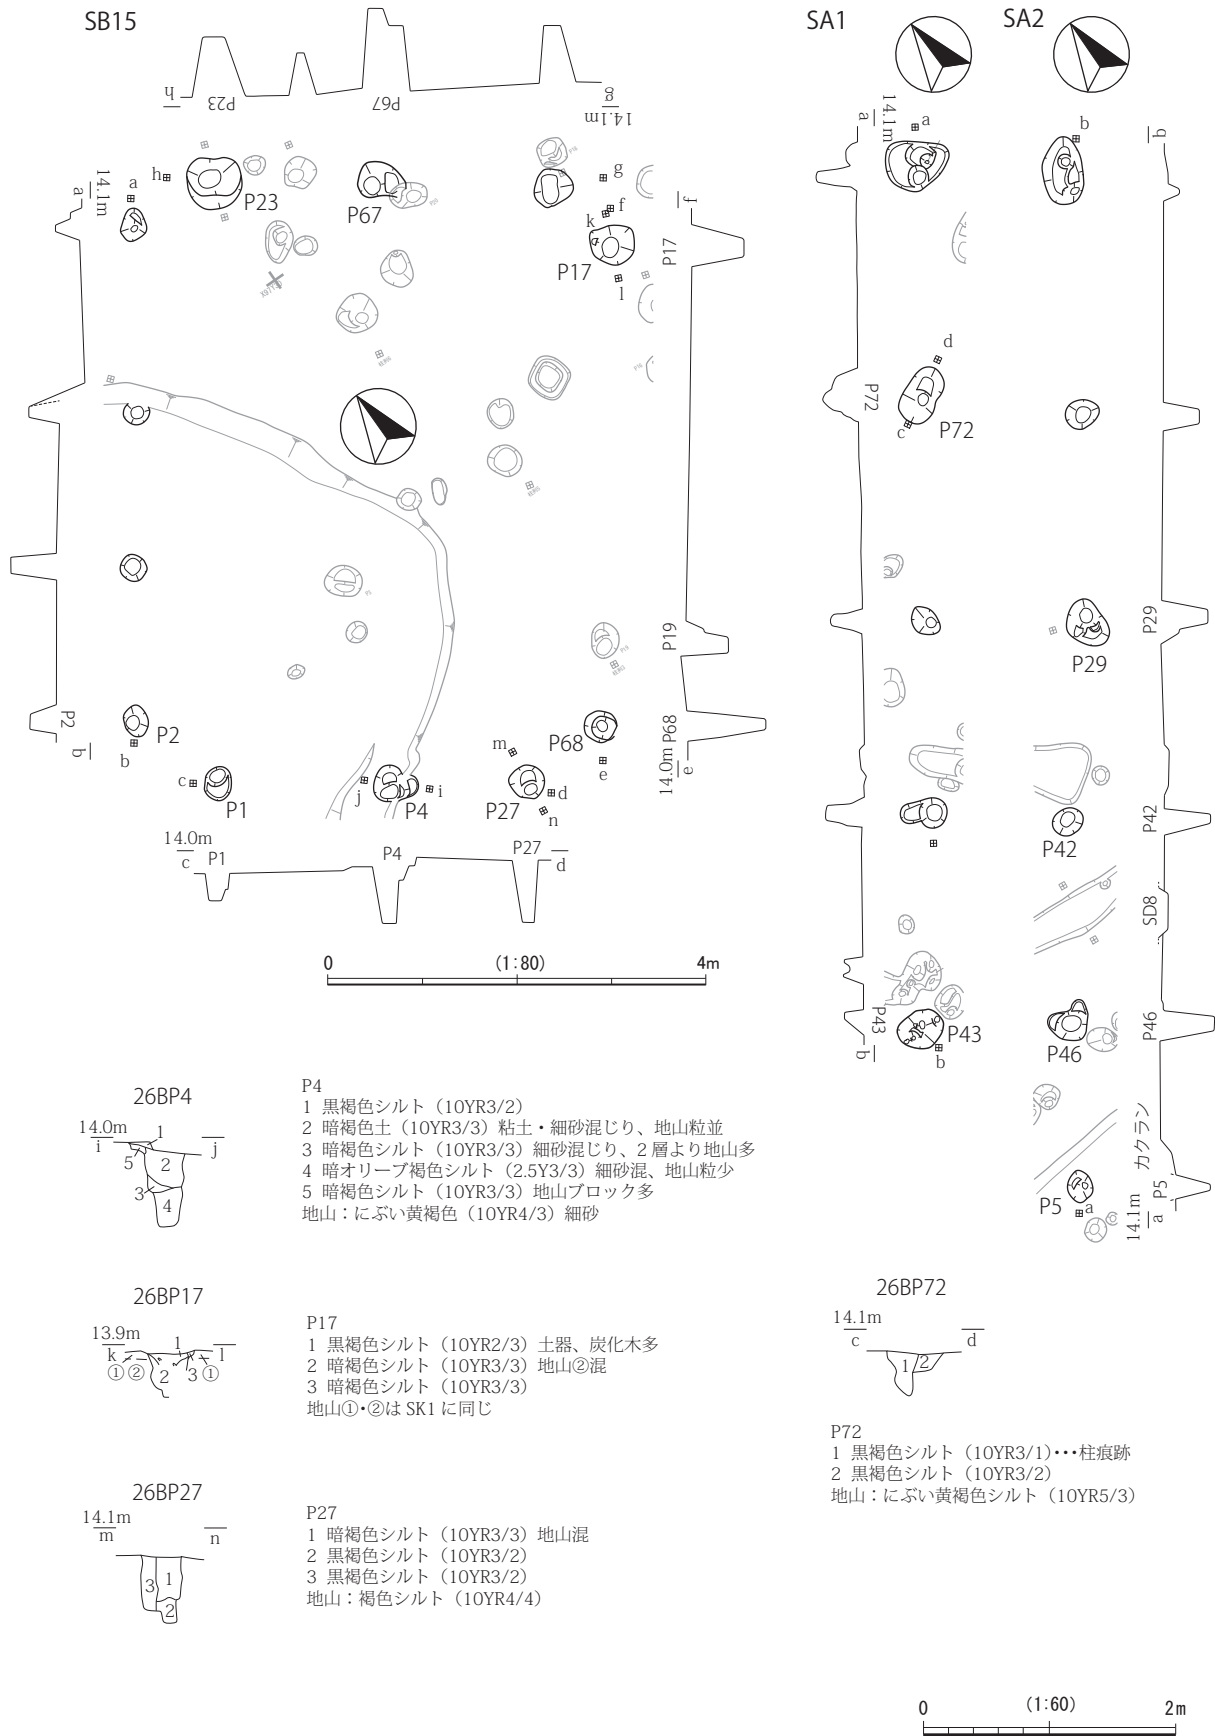 SB15
h
P23
P67
g
14.1m
14.1m
a
a
h
P23
P67
g
f
k
P17
l
f
P17
P2
b
P2
b
c
P1
j
P4
i
m
P27
d
n
P68
e
P19
P68
14.0m
e
14.0m
c
P1
P4
P27
d
0
(1:80)
4m
SA1
SA2
14.1m
a
a
b
b
P72
d
c
P72
P29
P29
P42
P42
SD8
P43
b
P43
b
P46
P46
カクラン
P5
a
P5
14.1m
a
26BP4
14.0m
i
j
1
5
2
3
4
P4
1 黒褐色シルト（10YR3/2）
2 暗褐色土（10YR3/3）粘土・細砂混じり、地山粒並
3 暗褐色シルト（10YR3/3）細砂混じり、２層より地山多
4 暗オリーブ褐色シルト（2.5Y3/3）細砂混、地山粒少
5 暗褐色シルト（10YR3/3）地山ブロック多
地山：にぶい黄褐色（10YR4/3）細砂
26BP17
13.9m
k
l
1
① ② 2 3 ①
P17
1 黒褐色シルト（10YR2/3）土器、炭化木多
2 暗褐色シルト（10YR3/3）地山②混
3 暗褐色シルト（10YR3/3）
地山①・②は SK1 に同じ
26BP27
14.1m
m
n
3
1
2
P27
1 暗褐色シルト（10YR3/3）地山混
2 黒褐色シルト（10YR3/2）
3 黒褐色シルト（10YR3/2）
地山：褐色シルト（10YR4/4）
26BP72
14.1m
c
d
1
2
P72
1 黒褐色シルト（10YR3/1）･･･柱痕跡
2 黒褐色シルト（10YR3/2）
地山：にぶい黄褐色シルト（10YR5/3）
0
(1:60)
2m